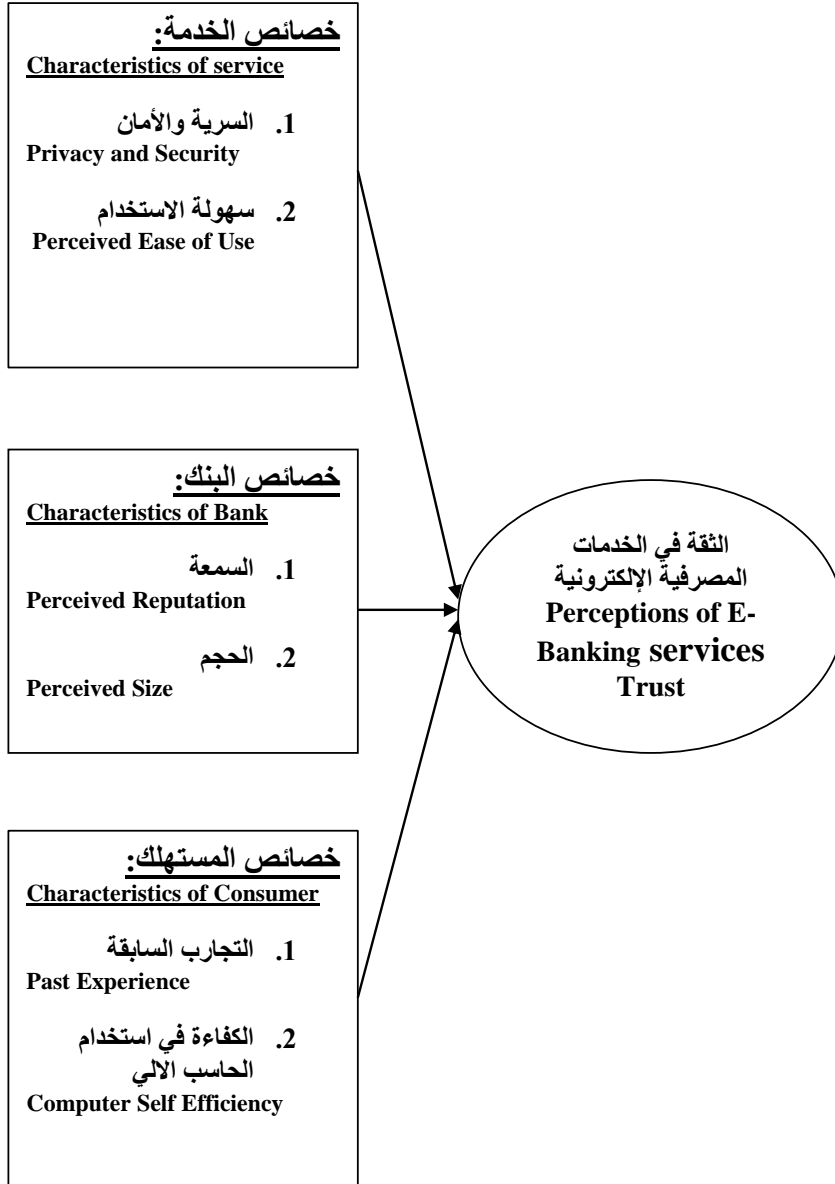 خصائص الخدمة:
Characteristics of service
1. السرية والأمان
Privacy and Security
2. سهولة الاستخدام
Perceived Ease of Use
خصائص البنك:
Characteristics of Bank
1. السمعة
Perceived Reputation
2. الحجم
Perceived Size
خصائص المستهلك:
Characteristics of Consumer
1. التجارب السابقة
Past Experience
2. الكفاءة في استخدام
الحاسب الالي
Computer Self Efficiency
الثقة في الخدمات
المصرفية الإلكترونية
Perceptions of E-
Banking services
Trust